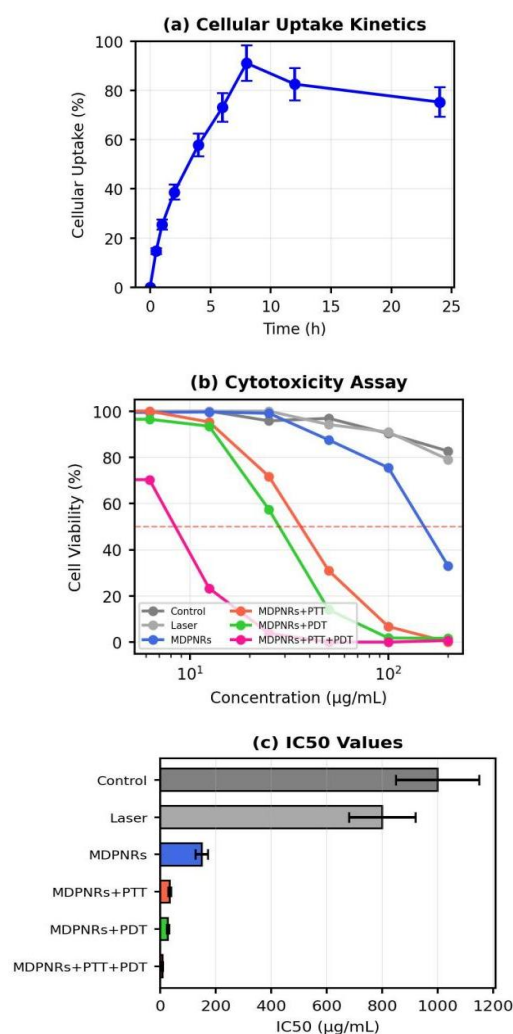 (a) Cellular Uptake Kinetics
100
80
60
40
20
0
Cellular Uptake (%)
0 5 10 15 20 25
Time (h)
(b) Cytotoxicity Assay
100
80
60
40
20
0
Cell Viability (%)
Control
Laser
MDPNRs
MDPNRs+PTT
MDPNRs+PDT
MDPNRs+PTT+PDT
10¹ 10²
Concentration (µg/mL)
(c) IC50 Values
Control
Laser
MDPNRs
MDPNRs+PTT
MDPNRs+PDT
MDPNRs+PTT+PDT
0 200 400 600 800 1000 1200
IC50 (µg/mL)